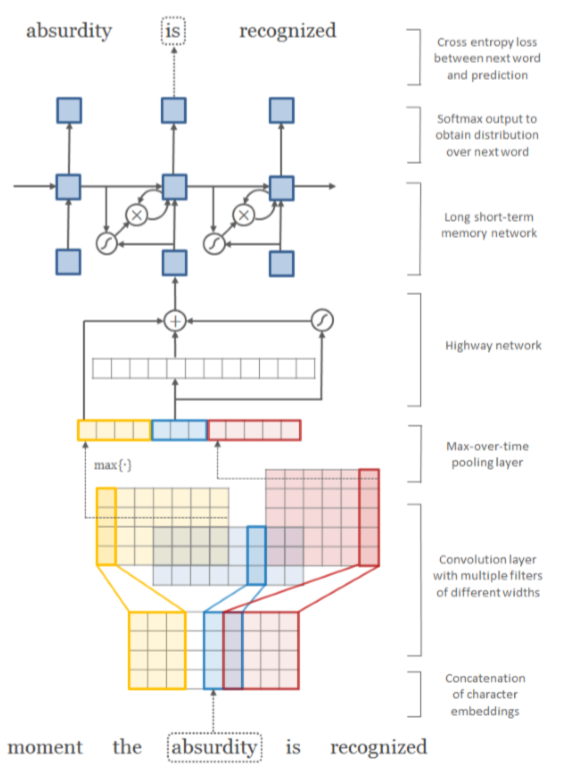 absurdity is recognized
Cross entropy loss
between next word
and prediction
Softmax output to
obtain distribution
over next word
Long short-term
memory network
Highway network
Max-over-time
pooling layer
max{·}
Convolution layer
with multiple filters
of different widths
Concatenation
of character
embeddings
moment the absurdity is recognized